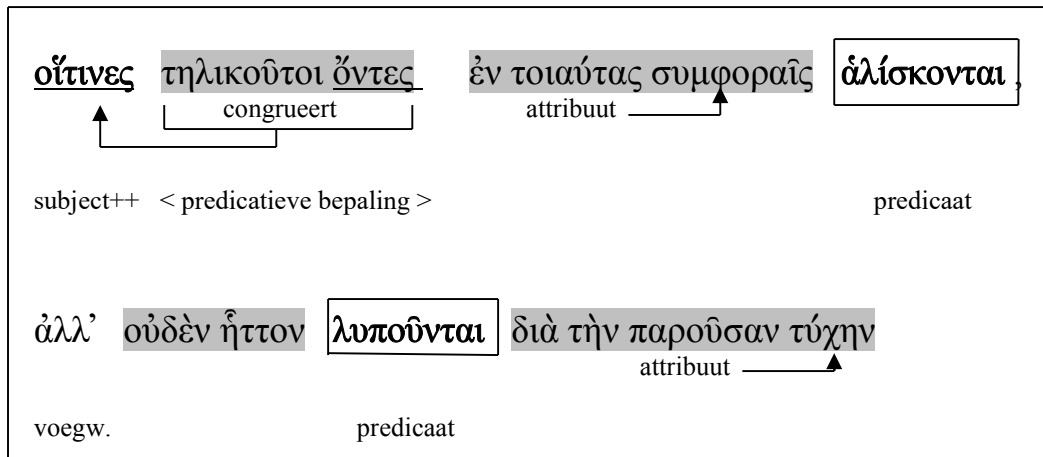 οἵτινες τηλικοῦτοι ὄντες ἐν τοιαύτας συμφοραῖς ἁλίσκονται ,
congrueert attribuut
subject++ < predicatieve bepaling > predicaat
ἀλλ’ οὐδὲν ἧττον λυποῦνται διὰ τὴν παροῦσαν τύχην
attribuut
voegw. predicaat